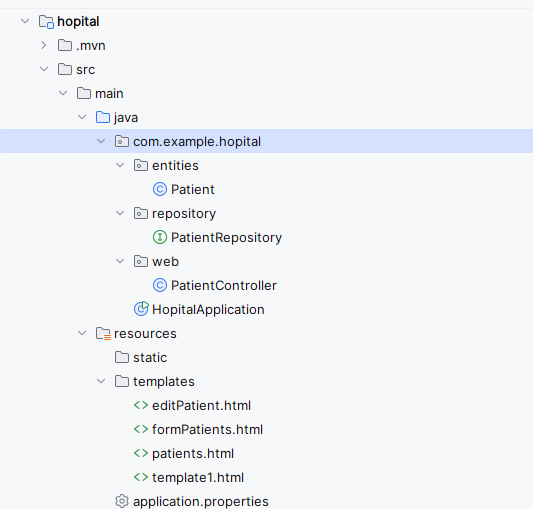 hopital
.mvn
src
main
java
com.example.hopital
entities
Patient
repository
PatientRepository
web
PatientController
HopitalApplication
resources
static
templates
editPatient.html
formPatients.html
patients.html
template1.html
application.properties